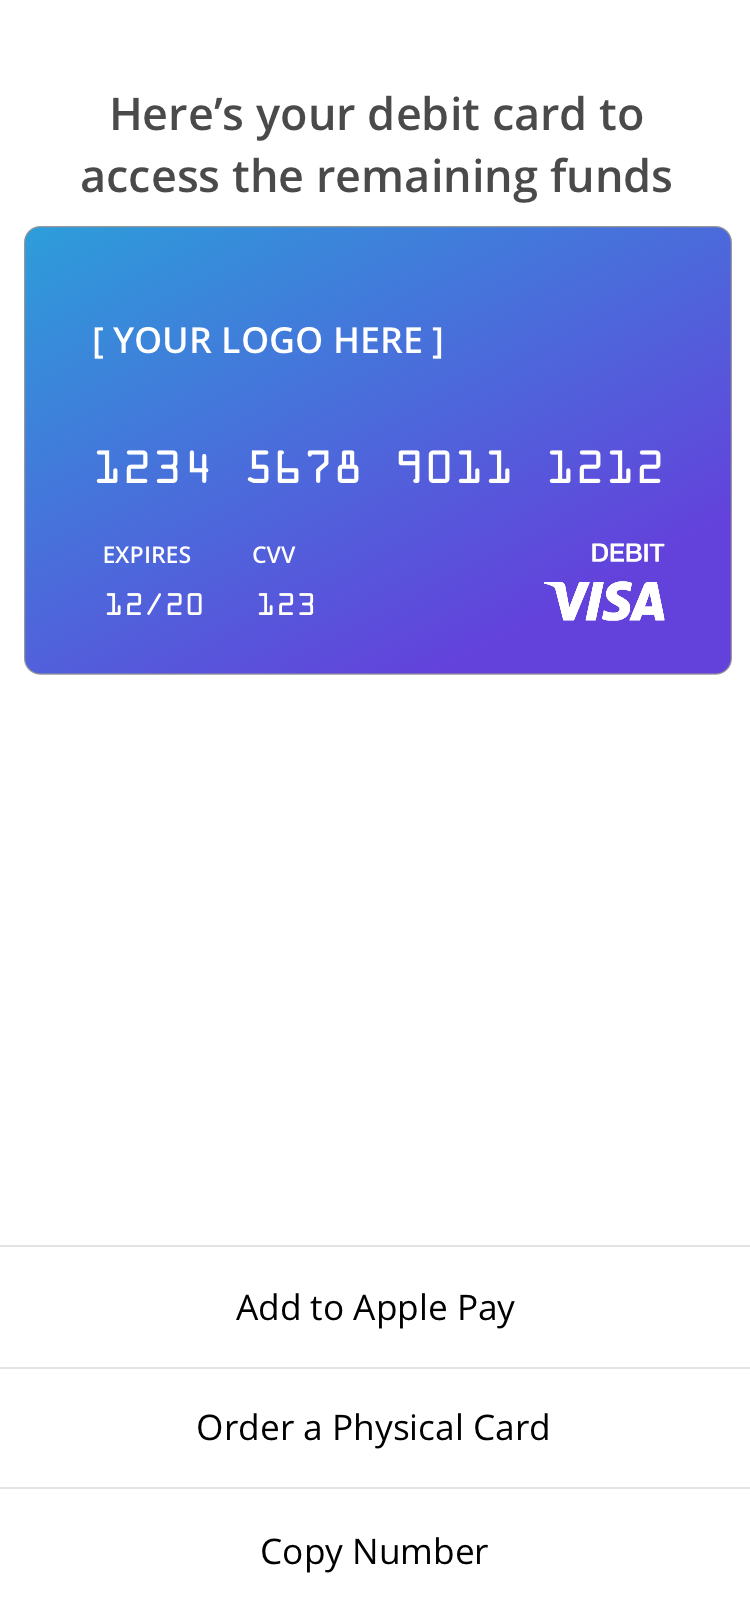 Here’s your debit card to
access the remaining funds
[ YOUR LOGO HERE ]
1234 5678 9011 1212
EXPIRES CVV DEBIT
12/20 123 VISA
Add to Apple Pay
Order a Physical Card
Copy Number